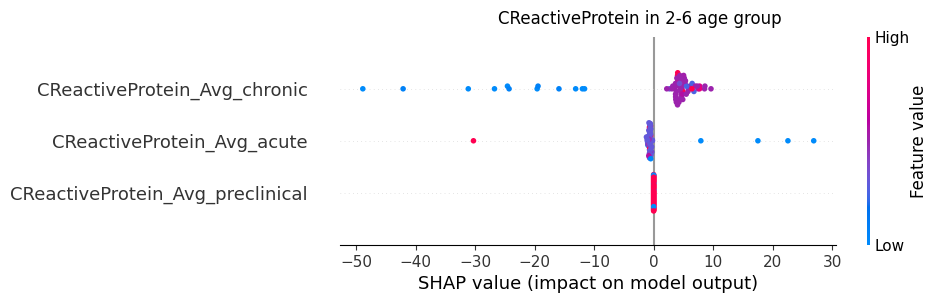 CReactiveProtein in 2-6 age group
High
CReactiveProtein_Avg_chronic
CReactiveProtein_Avg_acute
CReactiveProtein_Avg_preclinical
Feature value
Low
−50 −40 −30 −20 −10 0 10 20 30
SHAP value (impact on model output)